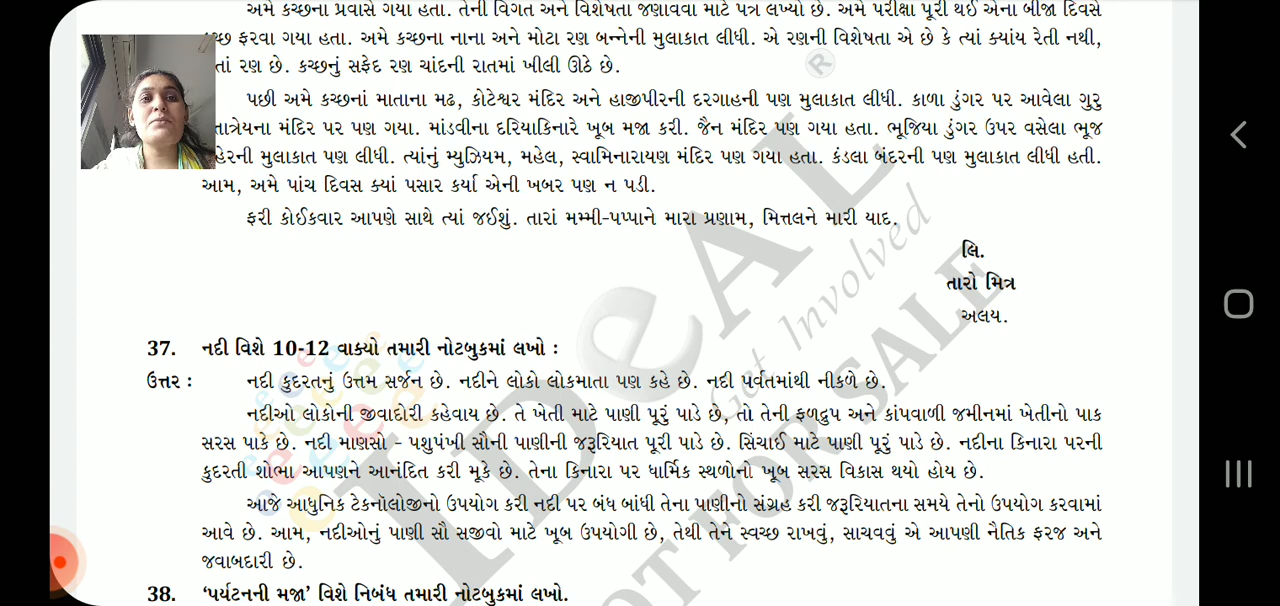 અમે કચ્છના પ્રવાસે ગયા હતા. તેની વિગત અને વિશેષતા જણાવવા માટે પત્ર લખ્યો છે. અમે પરીક્ષા પૂરી થઈ એના બીજા દિવસે
ફરવા ગયા હતા. અમે કચ્છના નાના અને મોટા રણ બન્નેની મુલાકાત લીધી. એ રણની વિશેષતા એ છે કે ત્યાં ક્યાંય રેતી નથી,
રણ છે. કચ્છનું સફેદ રણ ચાંદની રાતમાં ખીલી ઊઠે છે.
પછી અમે કચ્છનાં માતાના મઢ, કોટેશ્વર મંદિર અને હાજીપીરની દરગાહની પણ મુલાકાત લીધી. કાળા ડુંગર પર આવેલા ગુરુ
તાત્રેયના મંદિર પર પણ ગયા. માંડવીના દરિયાકિનારે ખૂબ મજા કરી. જૈન મંદિર પણ ગયા હતા. ભૂજિયા ડુંગર ઉપર વસેલા ભૂજ
હેરની મુલાકાત પણ લીધી. ત્યાંનું મ્યુઝિયમ, મહેલ, સ્વામિનારાયણ મંદિર પણ ગયા હતા. કંડલા બંદરની પણ મુલાકાત લીધી હતી.
આમ, અમે પાંચ દિવસ ક્યાં પસાર કર્યા એની ખબર પણ ન પડી.
ફરી કોઈકવાર આપણે સાથે ત્યાં જઈશું. તારાં મમ્મી-પપ્પાને મારા પ્રણામ, મિત્તલને મારી યાદ.
લિ.
તારો મિત્ર
અલય.
37. નદી વિશે 10-12 વાક્યો તમારી નોટબુકમાં લખો :
ઉત્તર : નદી કુદરતનું ઉત્તમ સર્જન છે. નદીને લોકો લોકમાતા પણ કહે છે. નદી પર્વતમાંથી નીકળે છે.
નદીઓ લોકોની જીવાદોરી કહેવાય છે. તે ખેતી માટે પાણી પૂરું પાડે છે, તો તેની ફળદ્રુપ અને કાંપવાળી જમીનમાં ખેતીનો પાક
સરસ પાકે છે. નદી માણસો - પશુપંખી સૌની પાણીની જરૂરિયાત પૂરી પાડે છે. સિંચાઈ માટે પાણી પૂરું પાડે છે. નદીના કિનારા પરની
કુદરતી શોભા આપણને આનંદિત કરી મૂકે છે. તેના કિનારા પર ધાર્મિક સ્થળોનો ખૂબ સરસ વિકાસ થયો હોય છે.
આજે આધુનિક ટેકનૉલોજીનો ઉપયોગ કરી નદી પર બંધ બાંધી તેના પાણીનો સંગ્રહ કરી જરૂરિયાતના સમયે તેનો ઉપયોગ કરવામાં
આવે છે. આમ, નદીઓનું પાણી સૌ સજીવો માટે ખૂબ ઉપયોગી છે, તેથી તેને સ્વચ્છ રાખવું, સાચવવું એ આપણી નૈતિક ફરજ અને
જવાબદારી છે.
38. ‘પર્યટનની મજા’ વિશે નિબંધ તમારી નોટબુકમાં લખો.
IDeAL ®
Get Involved
NOT FOR SALE